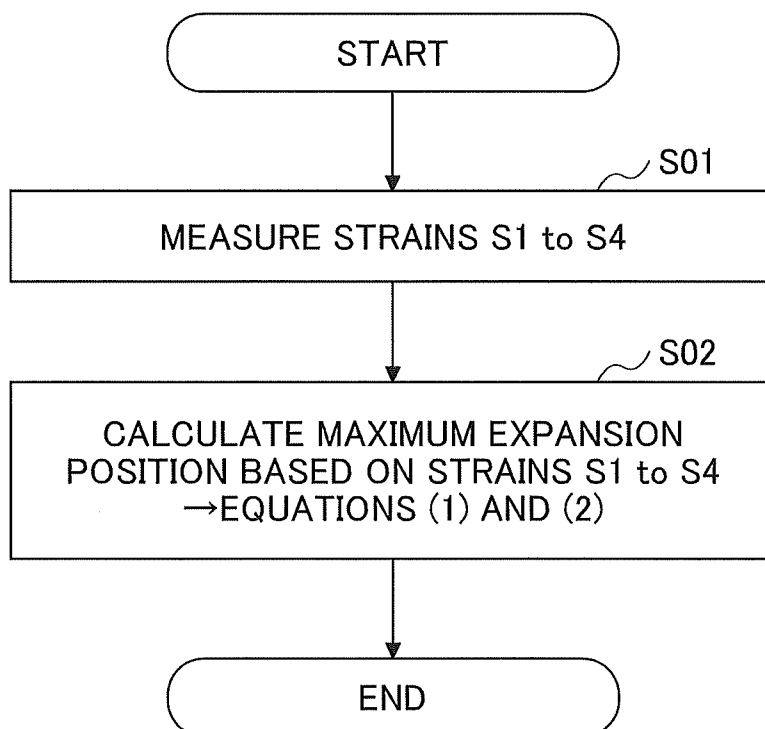 START
S01
MEASURE STRAINS S1 to S4
S02
CALCULATE MAXIMUM EXPANSION
POSITION BASED ON STRAINS S1 to S4
→EQUATIONS (1) AND (2)
END